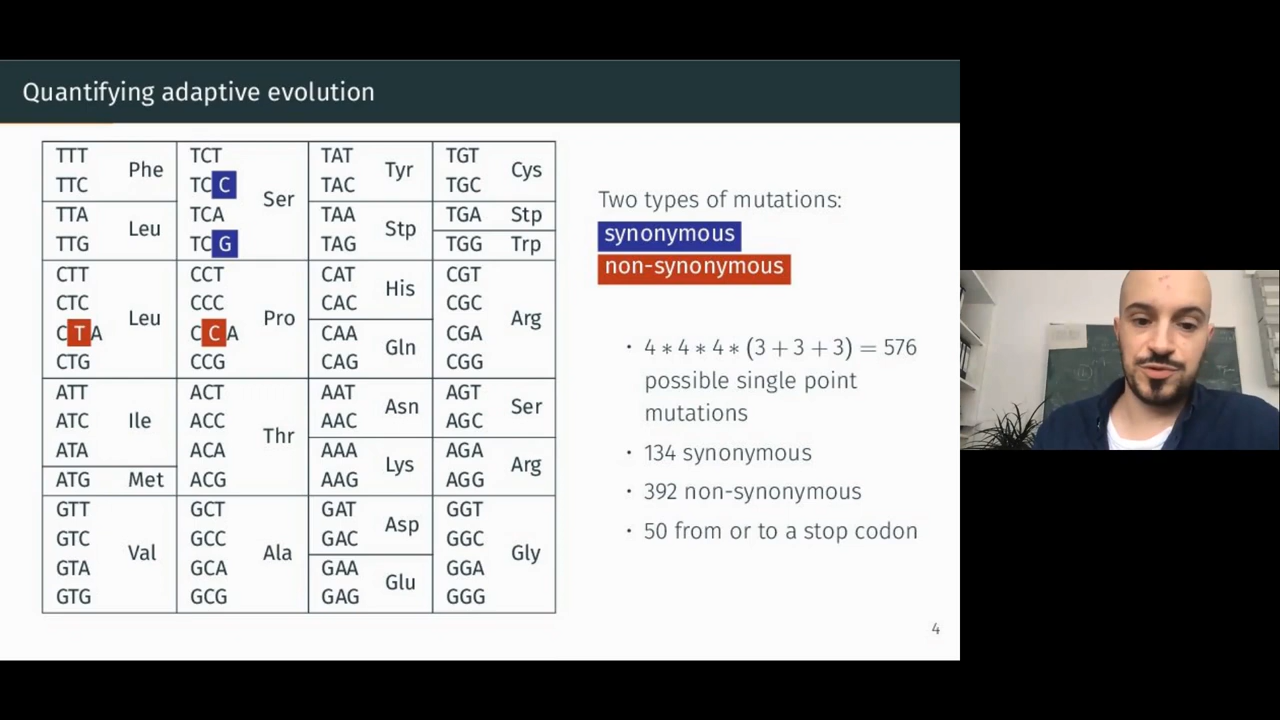 Quantifying adaptive evolution
TTT TCT TAT TGT
Phe Tyr Cys
TTC TCC TAC TGC
Ser
TTA TCA TAA TGA Stp
Leu Stp
TTG TCG TAG TGG Trp
CTT CCT CAT CGT
His
CTC CCC CAC CGC
Leu Pro Arg
CTA CCA CAA CGA
Gln
CTG CCG CAG CGG
ATT ACT AAT AGT
Asn Ser
ATC Ile ACC AAC AGC
Thr
ATA ACA AAA AGA
Lys Arg
ATG Met ACG AAG AGG
GTT GCT GAT GGT
Asp
GTC GCC GAC GGC
Val Ala Gly
GTA GCA GAA GGA
Glu
GTG GCG GAG GGG
Two types of mutations:
synonymous
non-synonymous
• 4 ∗ 4 ∗ 4 ∗ (3 + 3 + 3) = 576
possible single point
mutations
• 134 synonymous
• 392 non-synonymous
• 50 from or to a stop codon
4